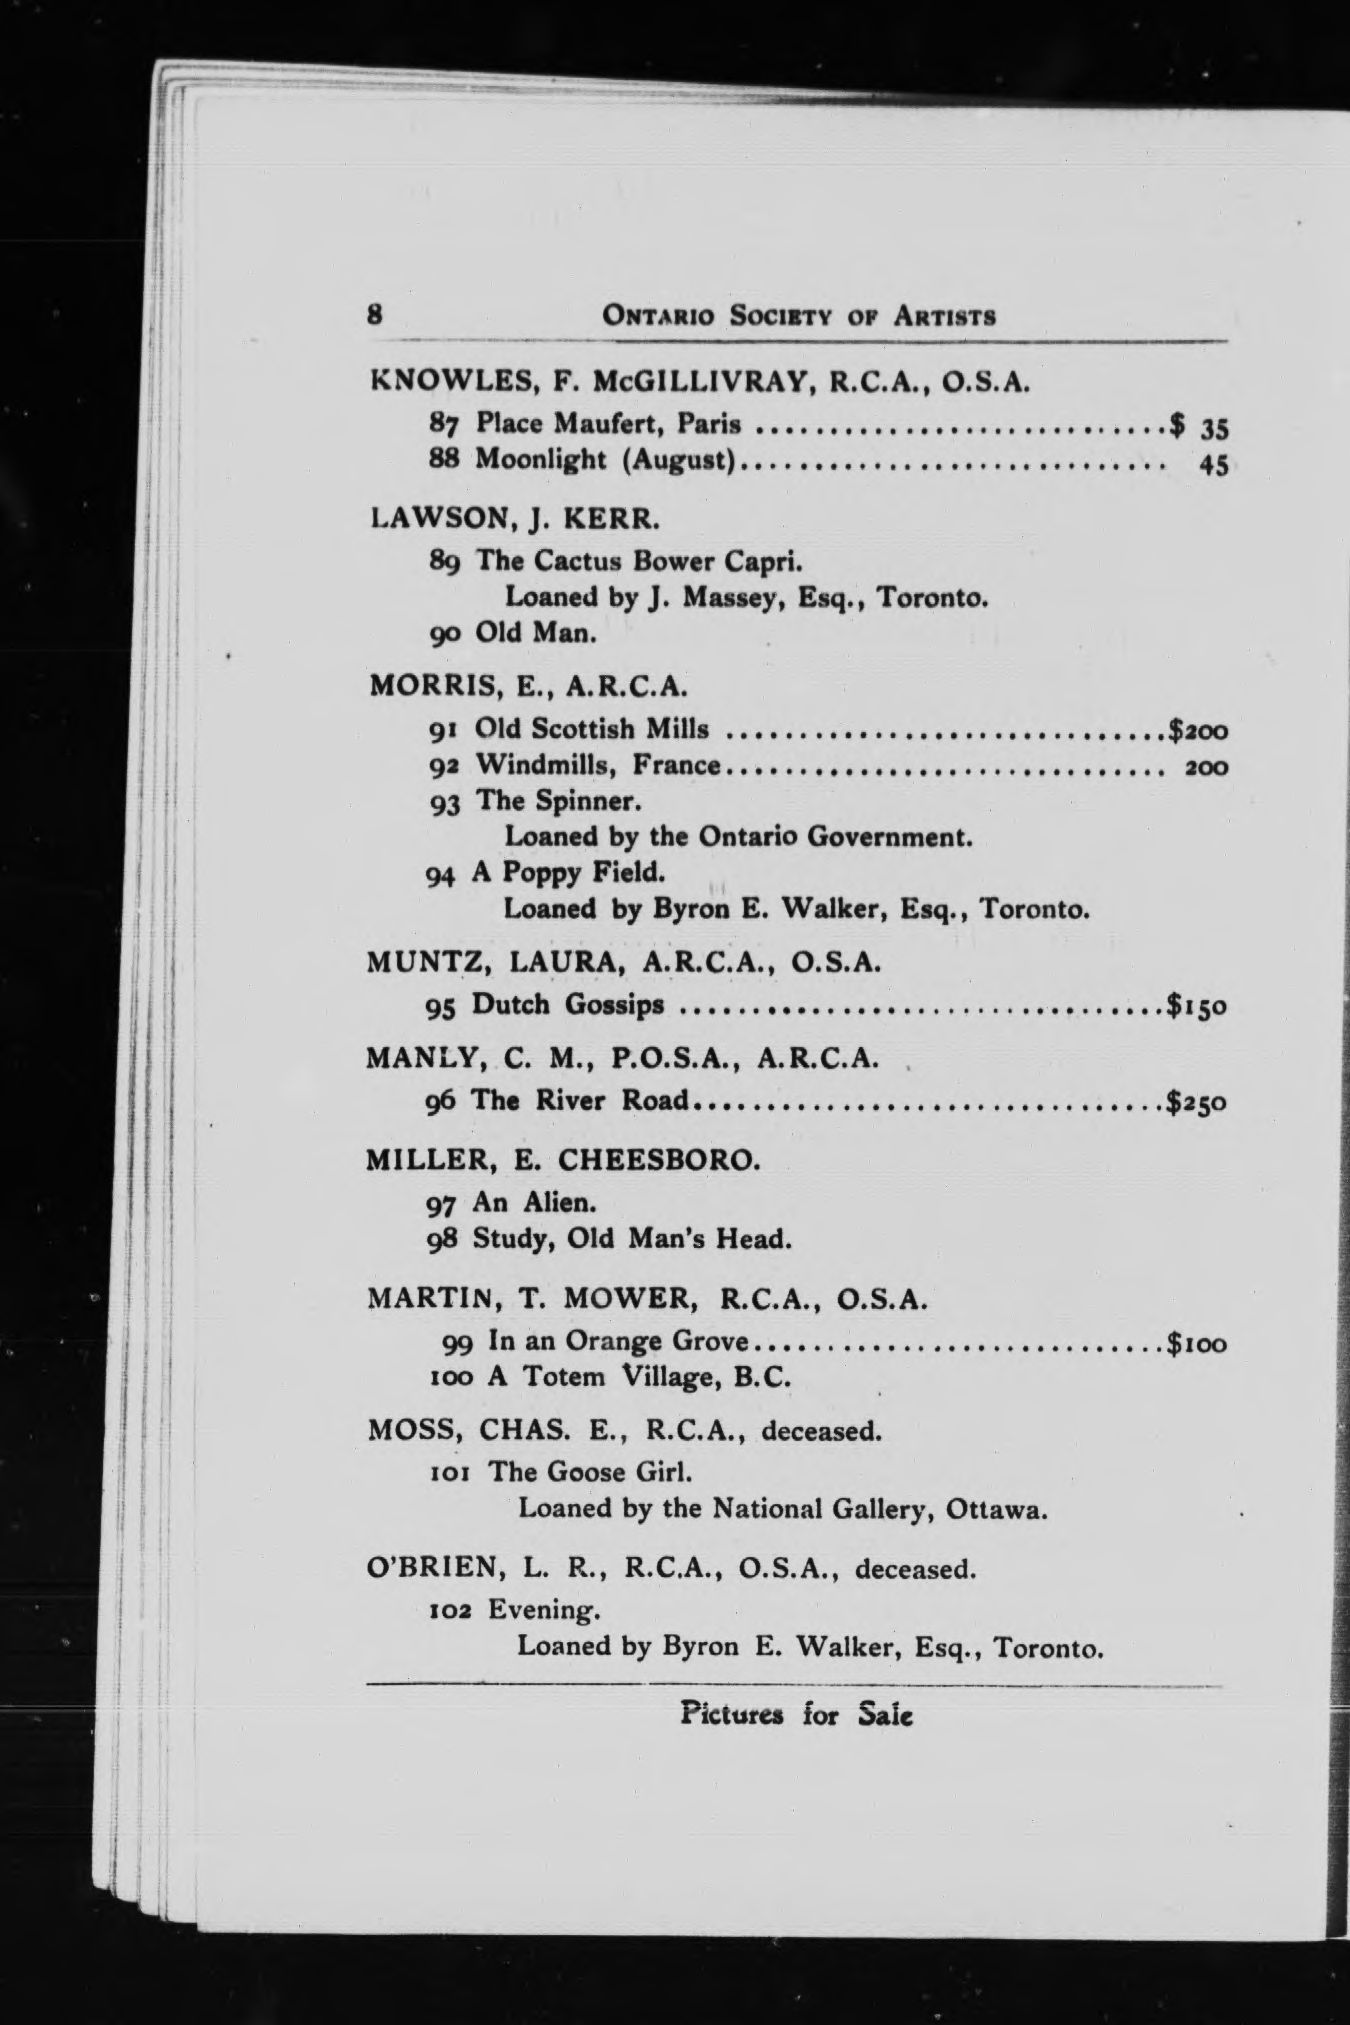 8 ONTARIO SOCIETY OF ARTISTS
KNOWLES, F. McGILLIVRAY, R.C.A., O.S.A.
87 Place Maufert, Paris ............................$ 35
88 Moonlight (August)............................. 45
LAWSON, J. KERR.
89 The Cactus Bower Capri.
Loaned by J. Massey, Esq., Toronto.
90 Old Man.
MORRIS, E., A.R.C.A.
91 Old Scottish Mills ..............................$200
92 Windmills, France.............................. 200
93 The Spinner.
Loaned by the Ontario Government.
94 A Poppy Field.
Loaned by Byron E. Walker, Esq., Toronto.
MUNTZ, LAURA, A.R.C.A., O.S.A.
95 Dutch Gossips .................................$150
MANLY, C. M., P.O.S.A., A.R.C.A.
96 The River Road................................$250
MILLER, E. CHEESBORO.
97 An Alien.
98 Study, Old Man's Head.
MARTIN, T. MOWER, R.C.A., O.S.A.
99 In an Orange Grove............................$100
100 A Totem Village, B.C.
MOSS, CHAS. E., R.C.A., deceased.
101 The Goose Girl.
Loaned by the National Gallery, Ottawa.
O'BRIEN, L. R., R.C.A., O.S.A., deceased.
102 Evening.
Loaned by Byron E. Walker, Esq., Toronto.
Pictures for Sale